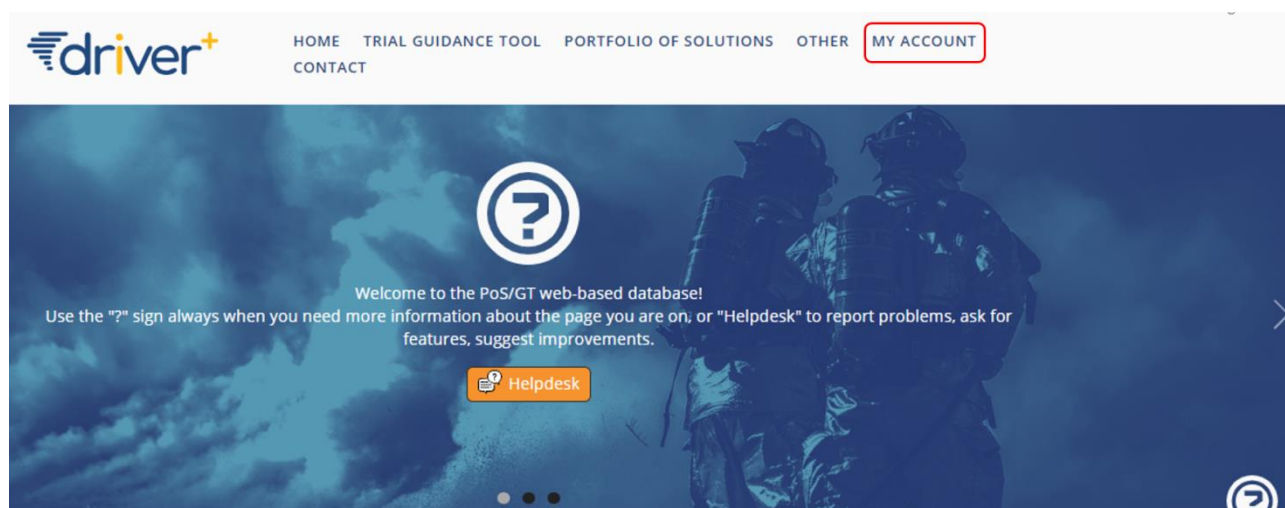 driver+
HOME TRIAL GUIDANCE TOOL PORTFOLIO OF SOLUTIONS OTHER MY ACCOUNT
CONTACT
?
Welcome to the PoS/GT web-based database!
Use the "?" sign always when you need more information about the page you are on, or "Helpdesk" to report problems, ask for
features, suggest improvements.
? Helpdesk
?